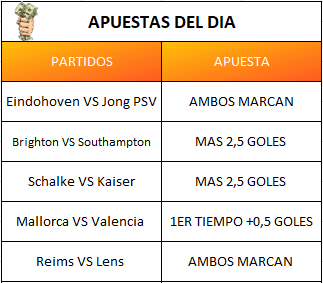 APUESTAS DEL DIA
PARTIDOS APUESTA
Eindohoven VS Jong PSV AMBOS MARCAN
Brighton VS Southampton MAS 2,5 GOLES
Schalke VS Kaiser MAS 2,5 GOLES
Mallorca VS Valencia 1ER TIEMPO +0,5 GOLES
Reims VS Lens AMBOS MARCAN